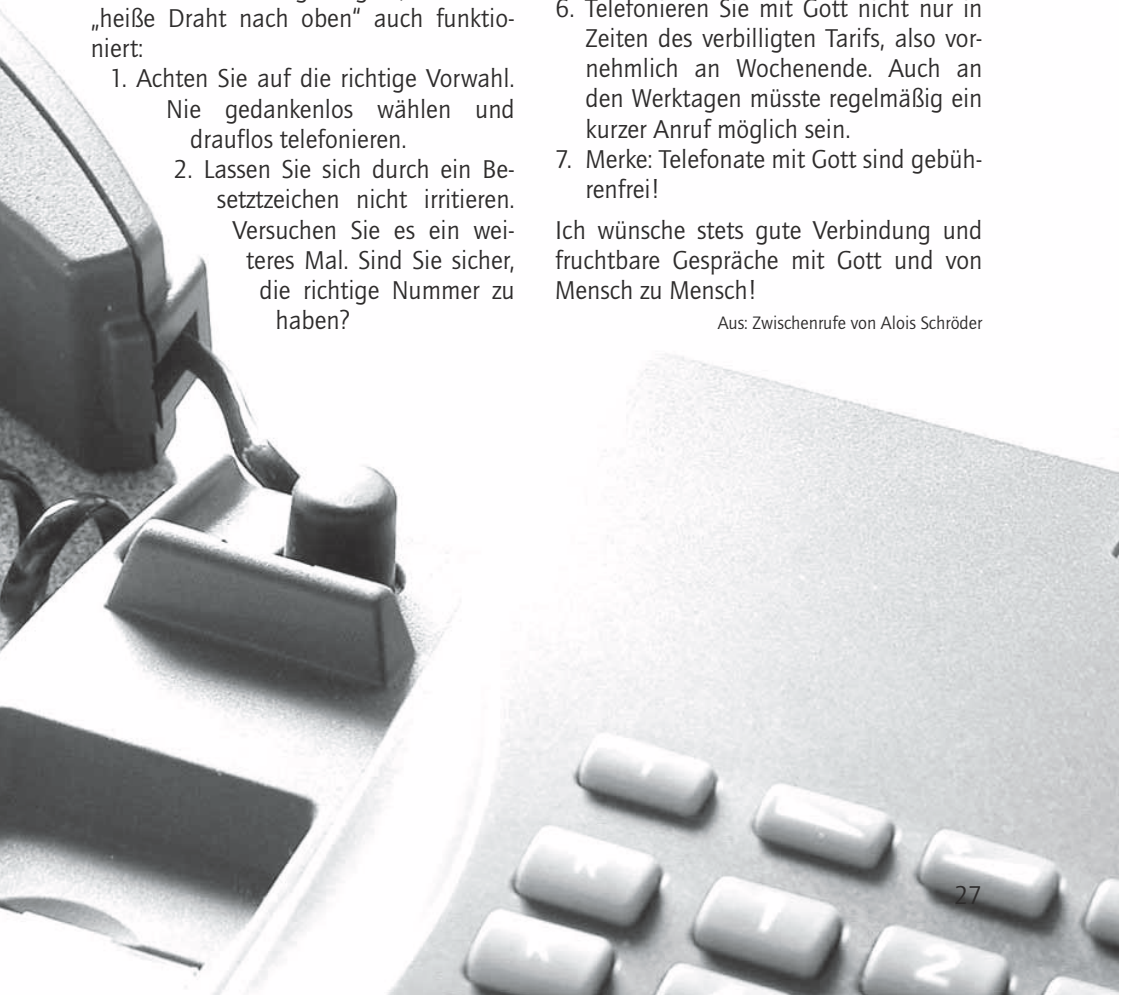 „heiße Draht nach oben“ auch funktio-
niert:
1. Achten Sie auf die richtige Vorwahl.
Nie gedankenlos wählen und
drauflos telefonieren.
2. Lassen Sie sich durch ein Be-
setztzeichen nicht irritieren.
Versuchen Sie es ein wei-
teres Mal. Sind Sie sicher,
die richtige Nummer zu
haben?
6. Telefonieren Sie mit Gott nicht nur in
Zeiten des verbilligten Tarifs, also vor-
nehmlich an Wochenende. Auch an
den Werktagen müsste regelmäßig ein
kurzer Anruf möglich sein.
7. Merke: Telefonate mit Gott sind gebüh-
renfrei!
Ich wünsche stets gute Verbindung und
fruchtbare Gespräche mit Gott und von
Mensch zu Mensch!
Aus: Zwischenrufe von Alois Schröder
1
2
27